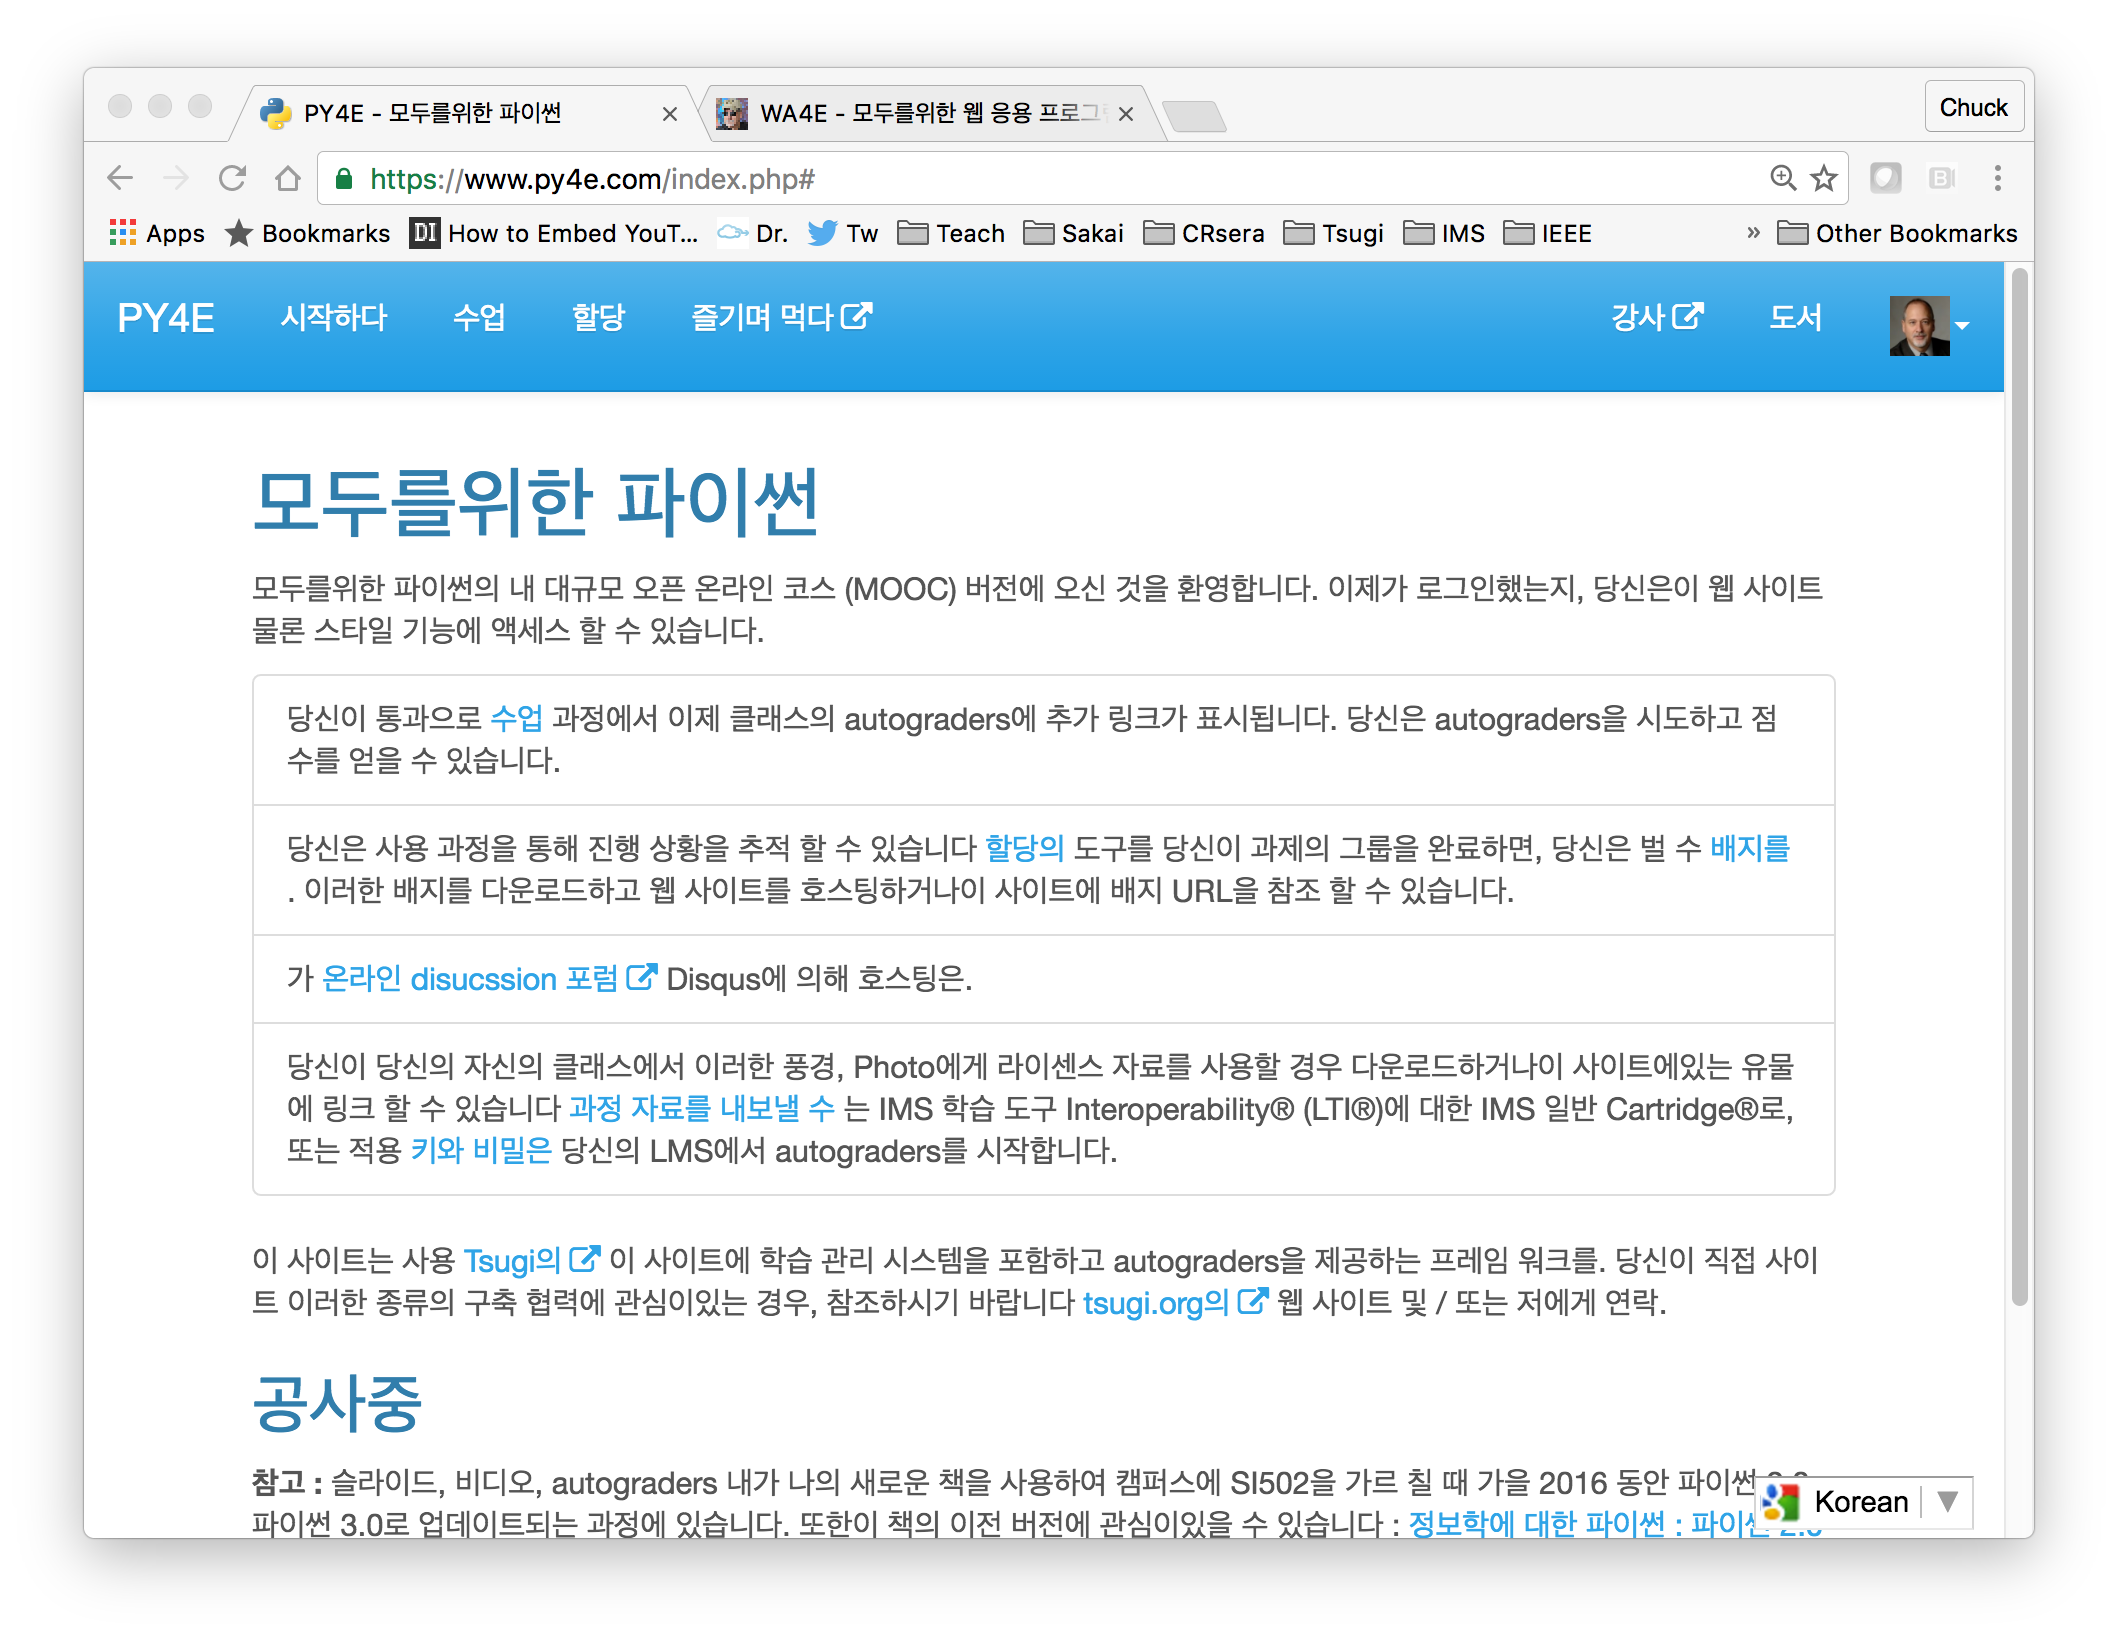 PY4E - 모두를위한 파이썬
WA4E - 모두를위한 웹 응용 프로그
Chuck
https://www.py4e.com/index.php#
Apps Bookmarks DI How to Embed YouT... Dr. Tw Teach Sakai CRsera Tsugi IMS IEEE » Other Bookmarks
PY4E 시작하다 수업 할당 즐기며 먹다 강사 도서
모두를위한 파이썬
모두를위한 파이썬의 내 대규모 오픈 온라인 코스 (MOOC) 버전에 오신 것을 환영합니다. 이제가 로그인했는지, 당신은이 웹 사이트
물론 스타일 기능에 액세스 할 수 있습니다.
당신이 통과으로 수업 과정에서 이제 클래스의 autograders에 추가 링크가 표시됩니다. 당신은 autograders을 시도하고 점
수를 얻을 수 있습니다.
당신은 사용 과정을 통해 진행 상황을 추적 할 수 있습니다 할당의 도구를 당신이 과제의 그룹을 완료하면, 당신은 벌 수 배지를
. 이러한 배지를 다운로드하고 웹 사이트를 호스팅하거나이 사이트에 배지 URL을 참조 할 수 있습니다.
가 온라인 disucssion 포럼 Disqus에 의해 호스팅은.
당신이 당신의 자신의 클래스에서 이러한 풍경, Photo에게 라이센스 자료를 사용할 경우 다운로드하거나이 사이트에있는 유물
에 링크 할 수 있습니다 과정 자료를 내보낼 수 는 IMS 학습 도구 Interoperability® (LTI®)에 대한 IMS 일반 Cartridge®로,
또는 적용 키와 비밀은 당신의 LMS에서 autograders를 시작합니다.
이 사이트는 사용 Tsugi의 이 사이트에 학습 관리 시스템을 포함하고 autograders을 제공하는 프레임 워크를. 당신이 직접 사이
트 이러한 종류의 구축 협력에 관심이있는 경우, 참조하시기 바랍니다 tsugi.org의 웹 사이트 및 / 또는 저에게 연락.
공사중
참고 : 슬라이드, 비디오, autograders 내가 나의 새로운 책을 사용하여 캠퍼스에 SI502을 가르 칠 때 가을 2016 동안 파이썬
파이썬 3.0로 업데이트되는 과정에 있습니다. 또한이 책의 이전 버전에 관심이있을 수 있습니다 : 정보학에 대한 파이썬 : 파이썬
Korean